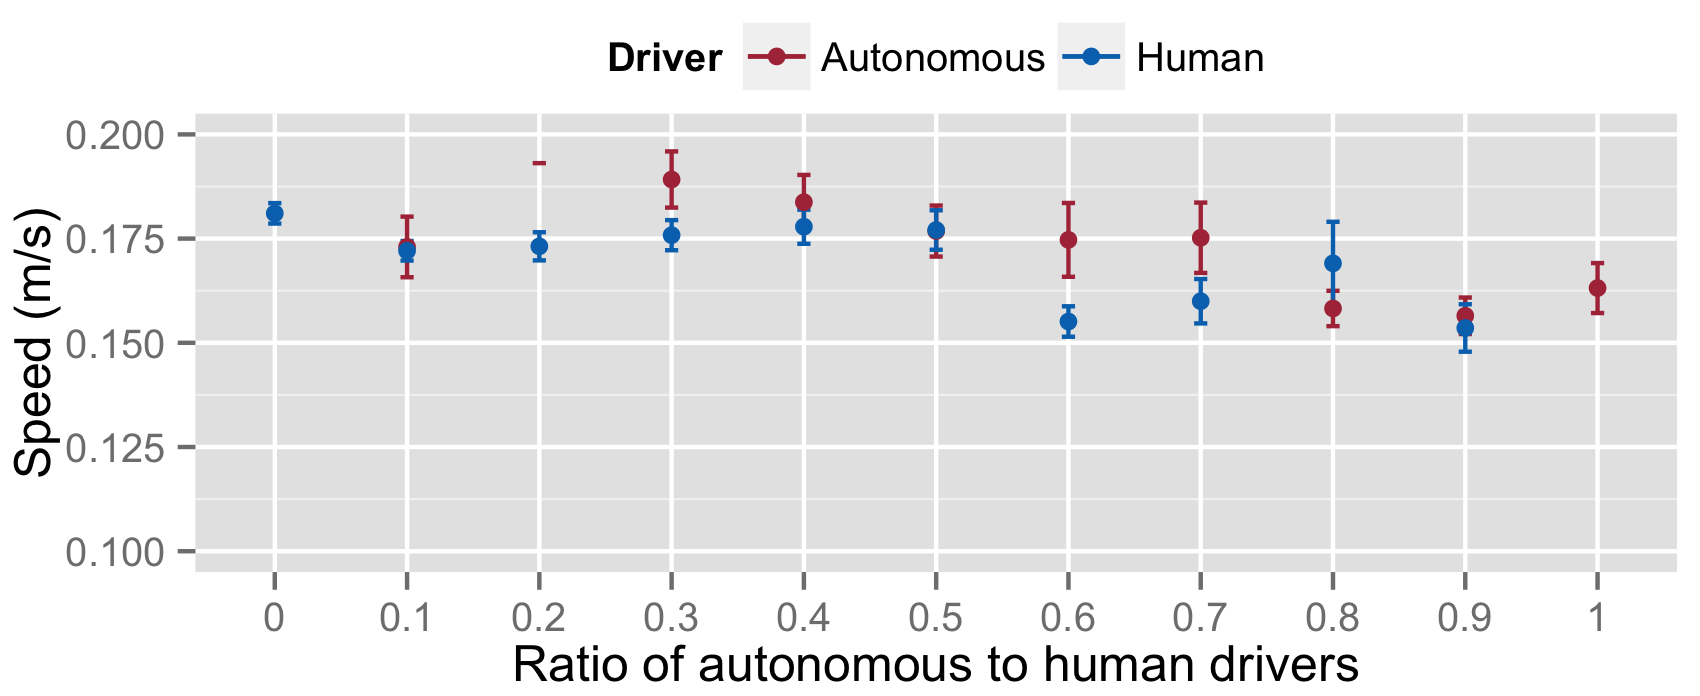 Driver Autonomous Human
0.200
0.175
0.150
0.125
0.100
Speed (m/s)
0 0.1 0.2 0.3 0.4 0.5 0.6 0.7 0.8 0.9 1
Ratio of autonomous to human drivers